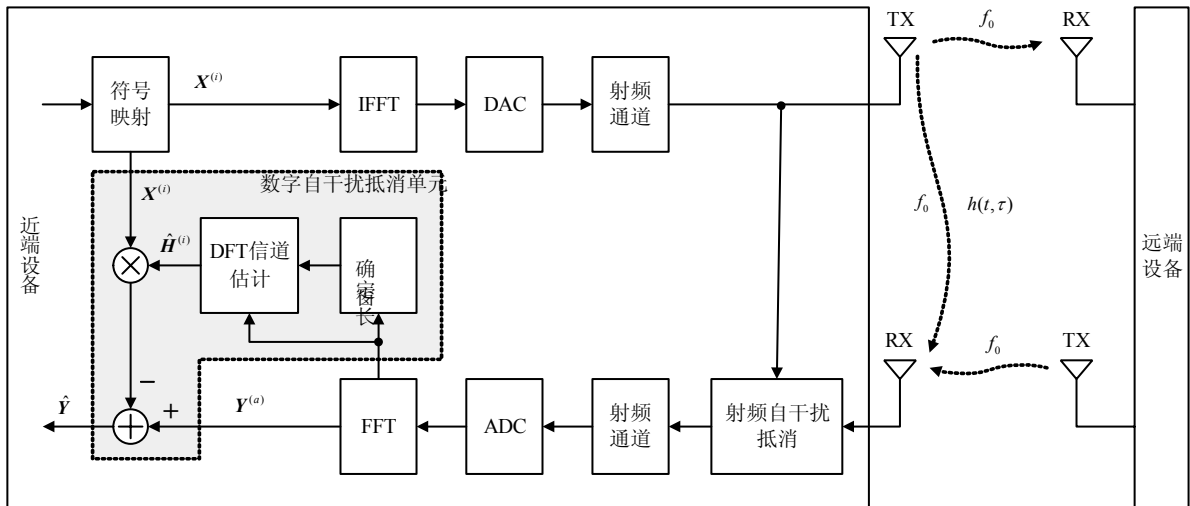 TX
f₀
RX
符号
映射
X⁽ⁱ⁾
IFFT
DAC
射频
通道
数字自干扰抵消单元
X⁽ⁱ⁾
近端设备
Ĥ⁽ⁱ⁾
DFT信道
估计
确
定窗
长
f₀
h(t,τ)
远端
设备
RX
f₀
TX
−
+
Ŷ
Y⁽ᵃ⁾
FFT
ADC
射频
通道
射频自干扰
抵消